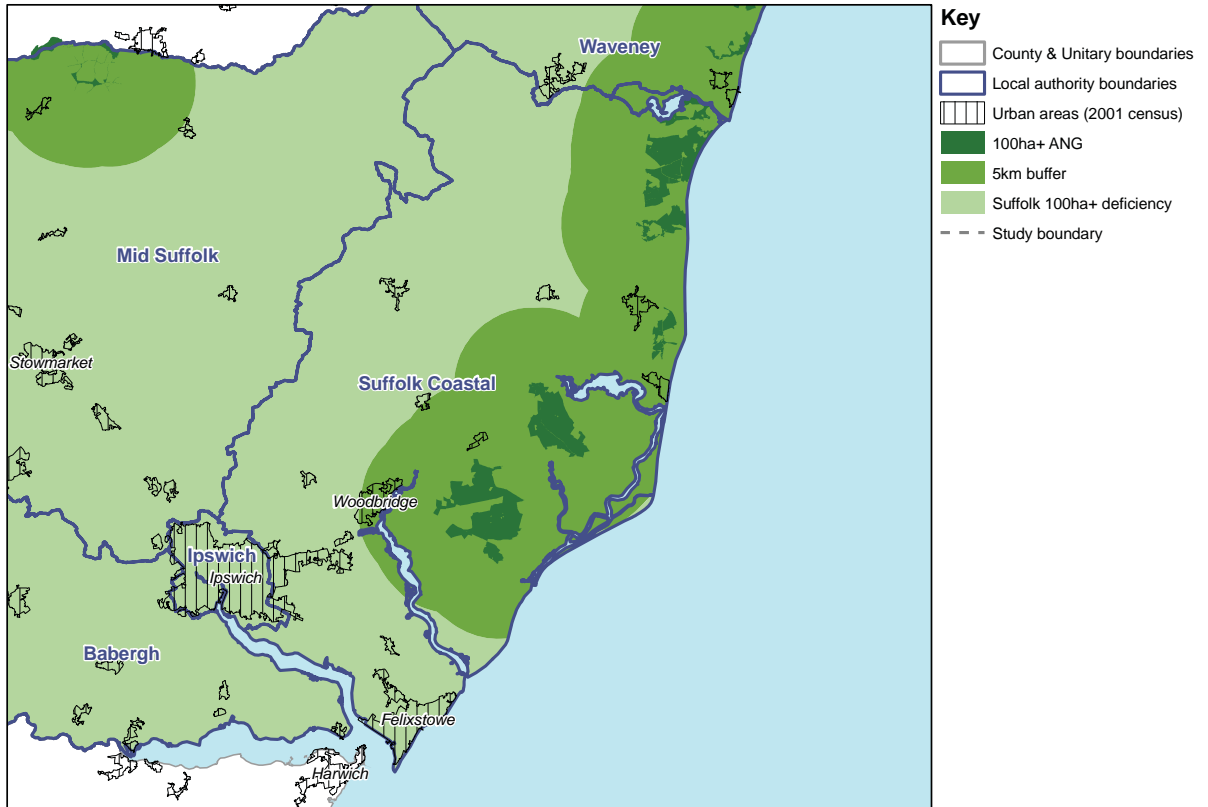 Waveney
Mid Suffolk
Stowmarket
Suffolk Coastal
Woodbridge
Ipswich
Ipswich
Babergh
Felixstowe
Harwich
Key
County & Unitary boundaries
Local authority boundaries
Urban areas (2001 census)
100ha+ ANG
5km buffer
Suffolk 100ha+ deficiency
Study boundary